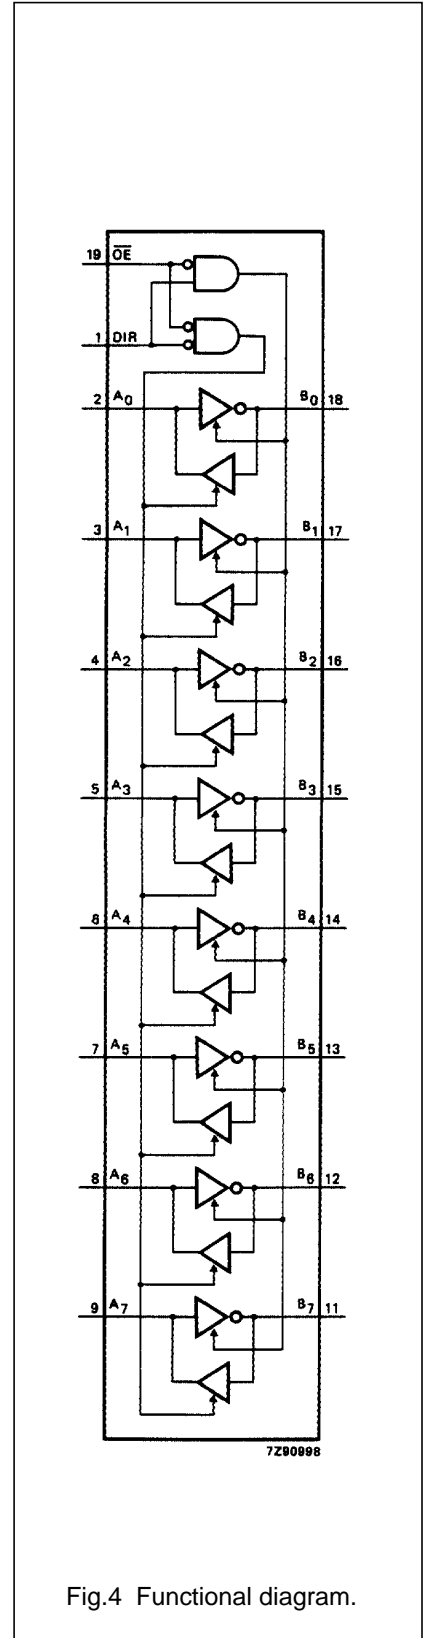 19 O̅E̅
1 DIR
2 A0 B0 18
3 A1 B1 17
4 A2 B2 16
5 A3 B3 15
6 A4 B4 14
7 A5 B5 13
8 A6 B6 12
9 A7 B7 11
7Z90998
Fig.4 Functional diagram.